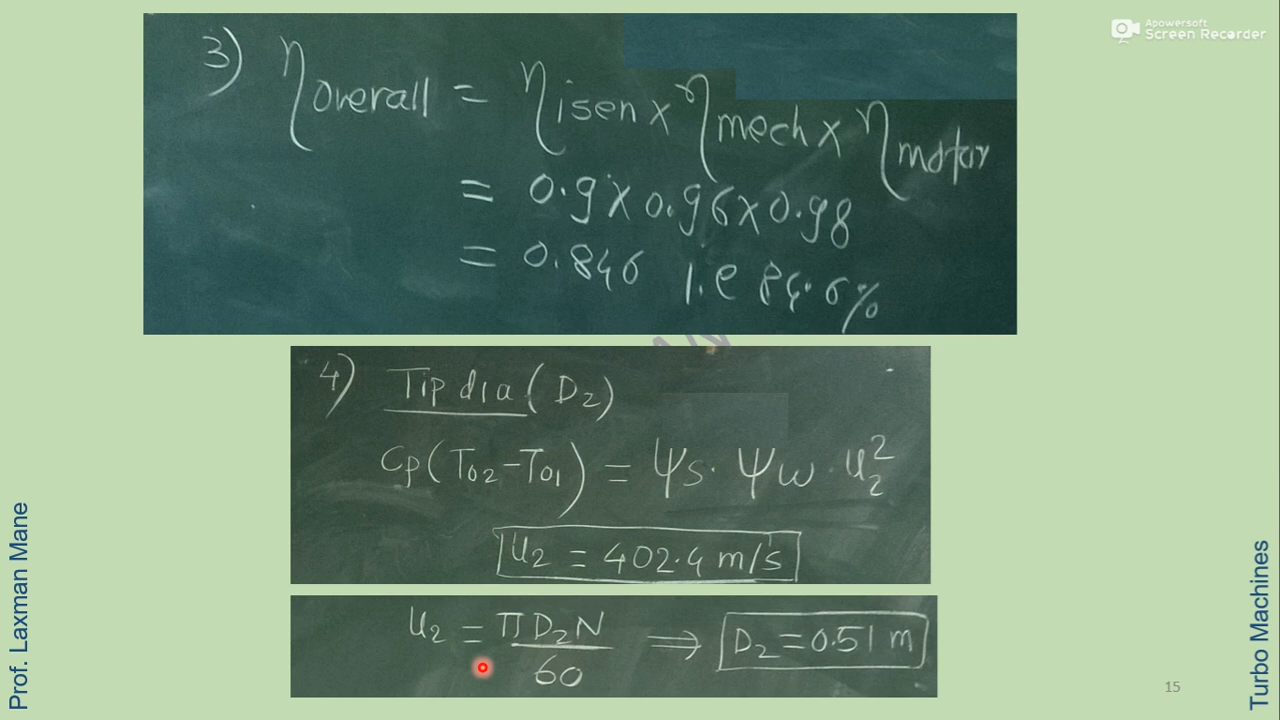 Apowersoft
Screen Recorder
3) η overall = η isen x η mech x η motor
= 0.9 x 0.96 x 0.98
= 0.846 i.e 84.6%
4) Tip dia (D₂)
Cp(T₀₂-T₀₁) = ψs. ψω. u₂²
u₂ = 402.4 m/s
u₂ = πD₂N/60 ⇒ D₂ = 0.51 m
Prof. Laxman Mane
Turbo Machines
15